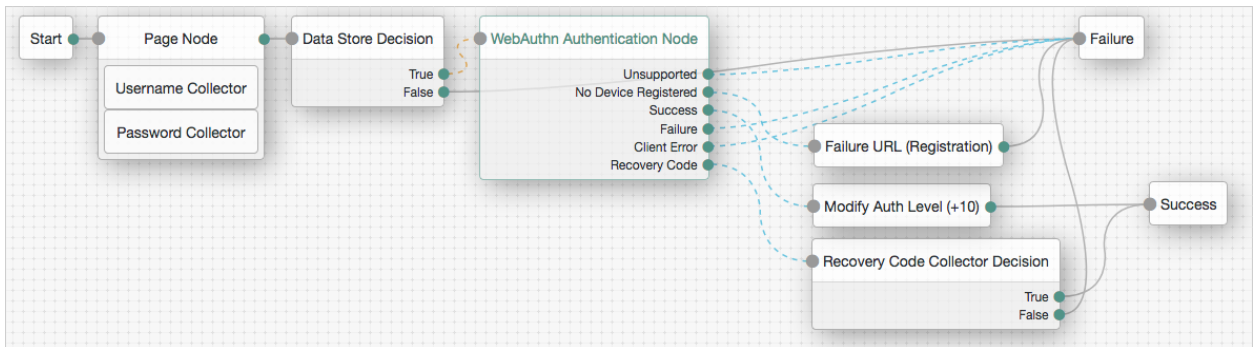 Start
Page Node
Username Collector
Password Collector
Data Store Decision
True
False
WebAuthn Authentication Node
Unsupported
No Device Registered
Success
Failure
Client Error
Recovery Code
Failure
Failure URL (Registration)
Modify Auth Level (+10)
Success
Recovery Code Collector Decision
True
False